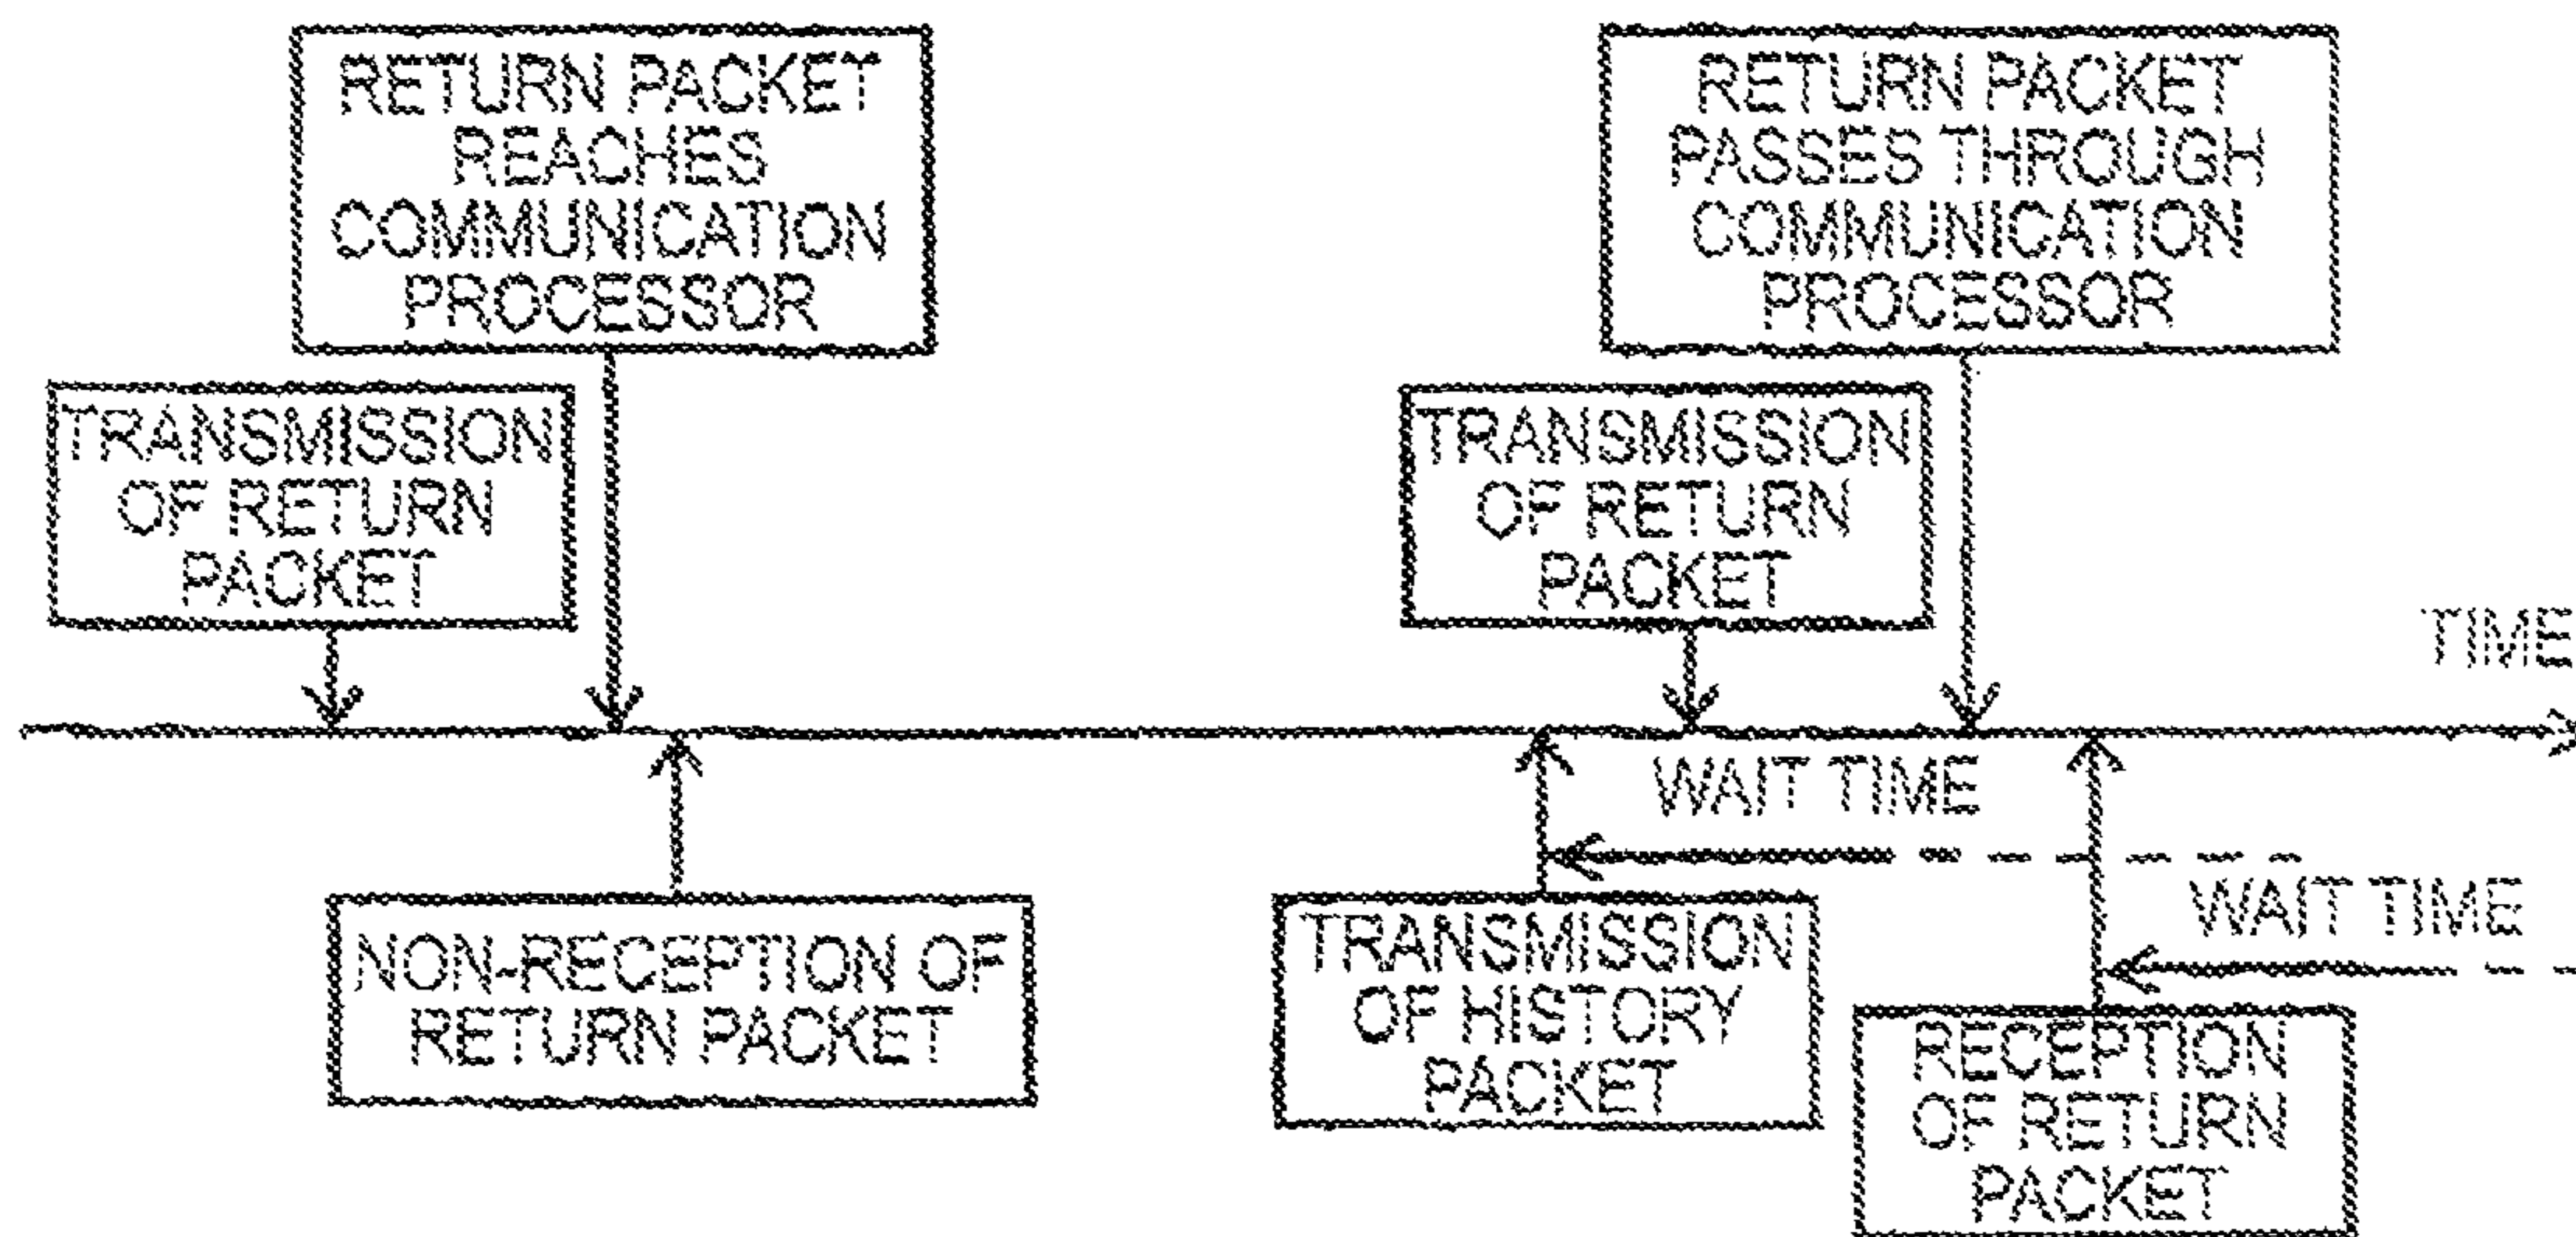 RETURN PACKET
REACHES
COMMUNICATION
PROCESSOR
RETURN PACKET
PASSES THROUGH
COMMUNICATION
PROCESSOR
TRANSMISSION
OF RETURN
PACKET
TRANSMISSION
OF RETURN
PACKET
TIME
WAIT TIME
WAIT TIME
NON-RECEPTION OF
RETURN PACKET
TRANSMISSION
OF HISTORY
PACKET
RECEPTION
OF RETURN
PACKET